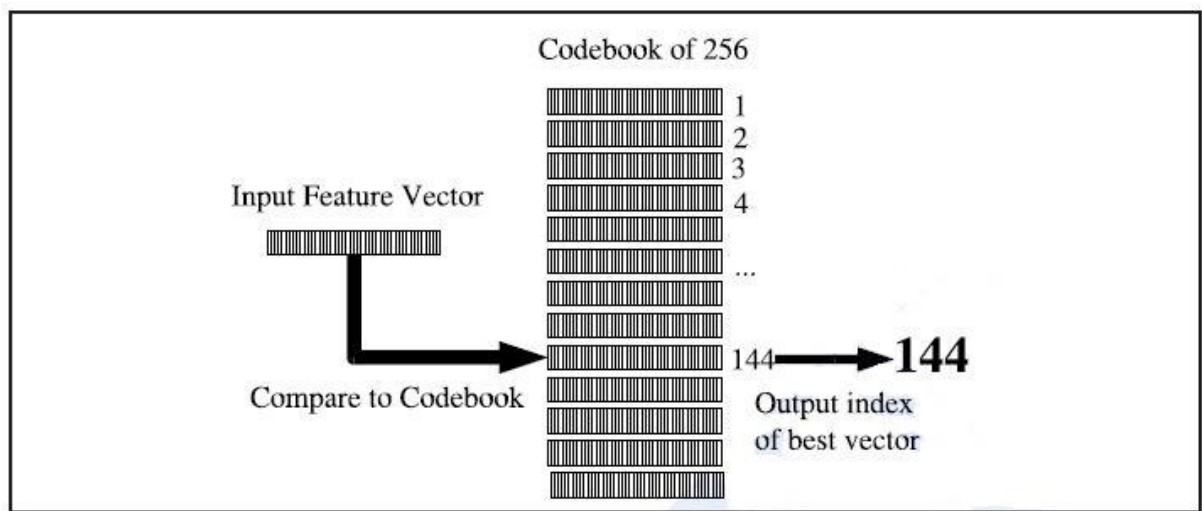 Codebook of 256
1
2
3
4
...
144
Input Feature Vector
Compare to Codebook
144
Output index
of best vector